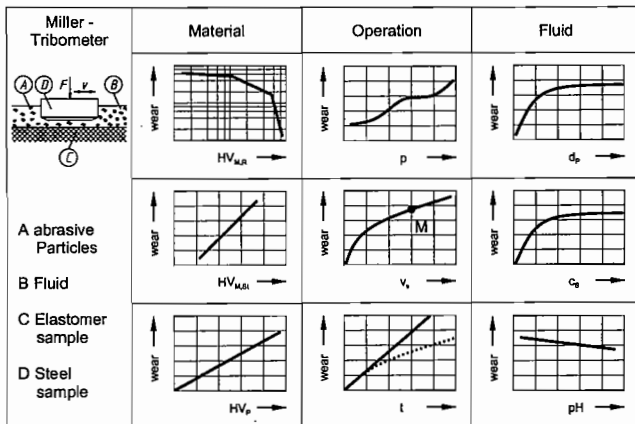 Miller -
Tribometer
Material
Operation
Fluid
A
D
F
v
B
C
wear
HV_M,R
wear
p
wear
d_P
A abrasive
Particles
B Fluid
C Elastomer
sample
D Steel
sample
wear
HV_M,St
wear
M
v_s
wear
c_B
wear
HV_P
wear
t
wear
pH